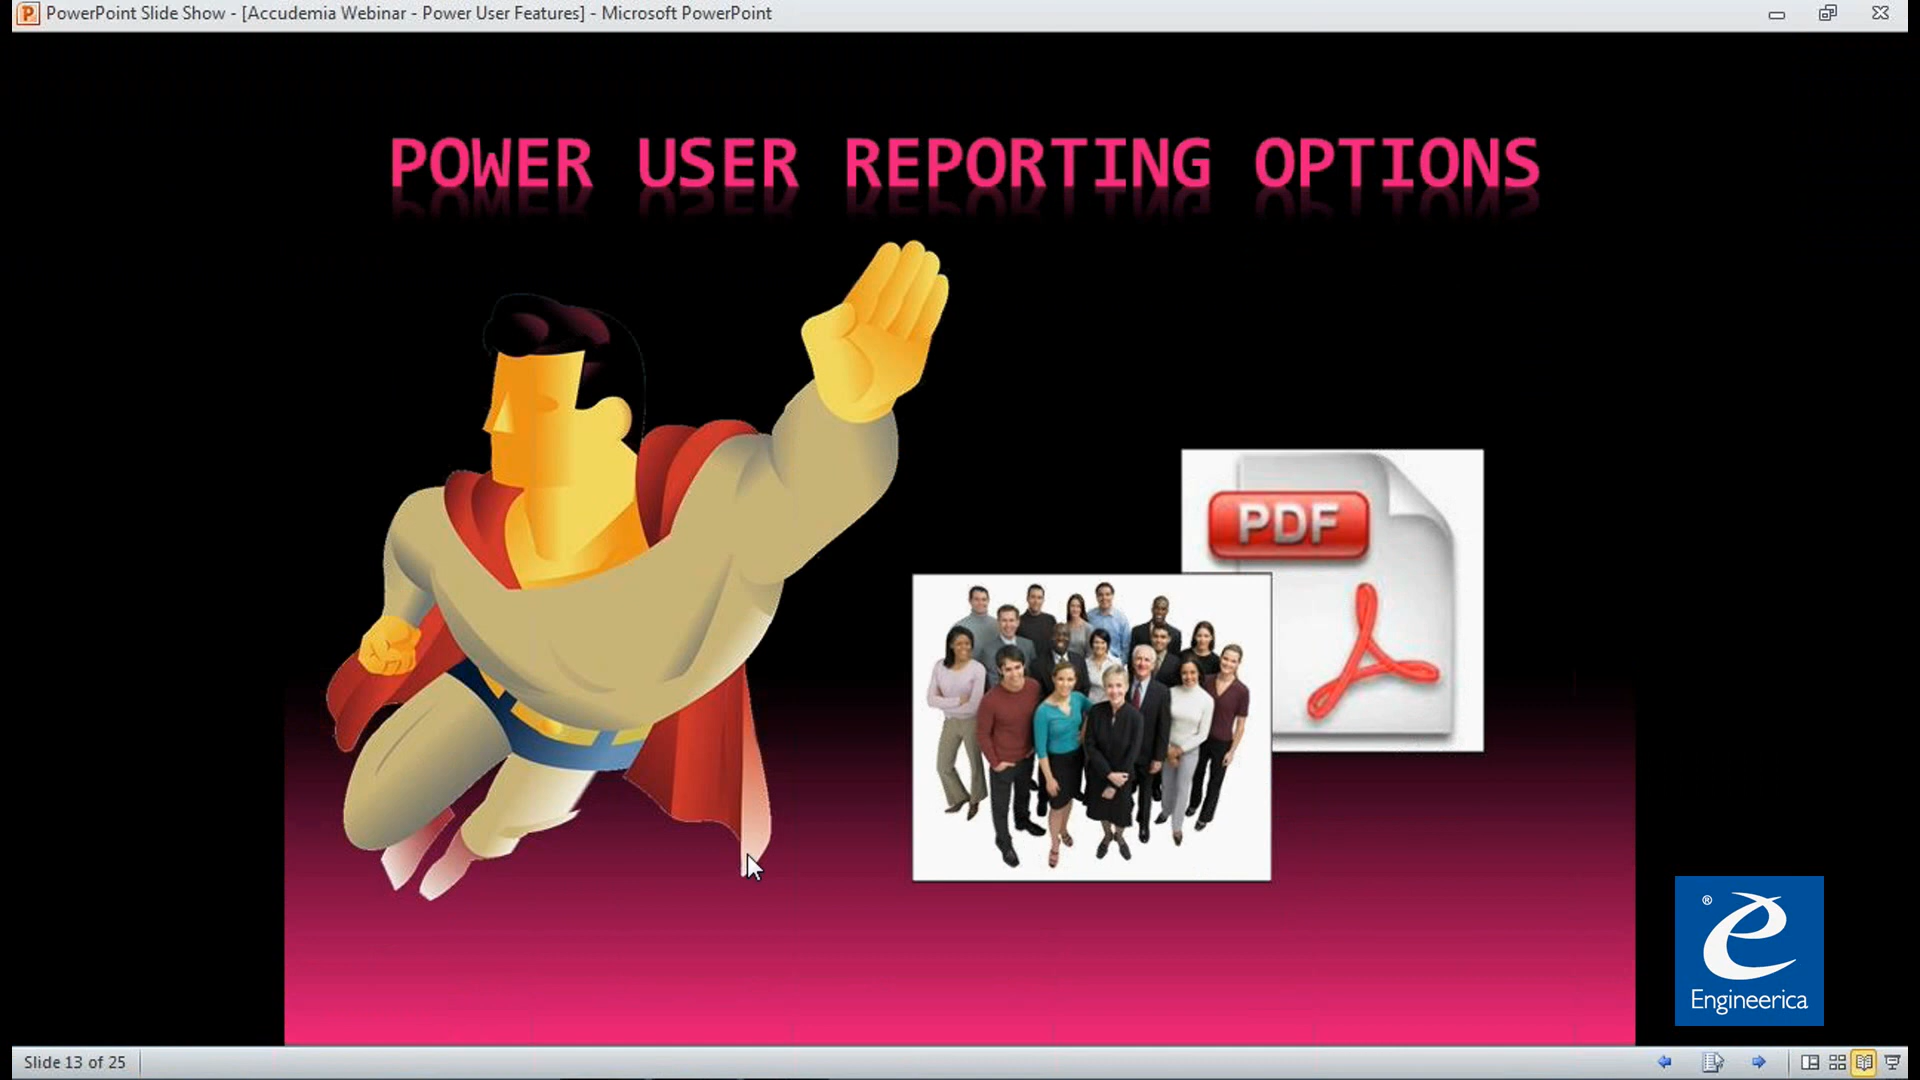 PowerPoint Slide Show - [Accudemia Webinar - Power User Features] - Microsoft PowerPoint
POWER USER REPORTING OPTIONS
PDF
®
Engineerica
Slide 13 of 25